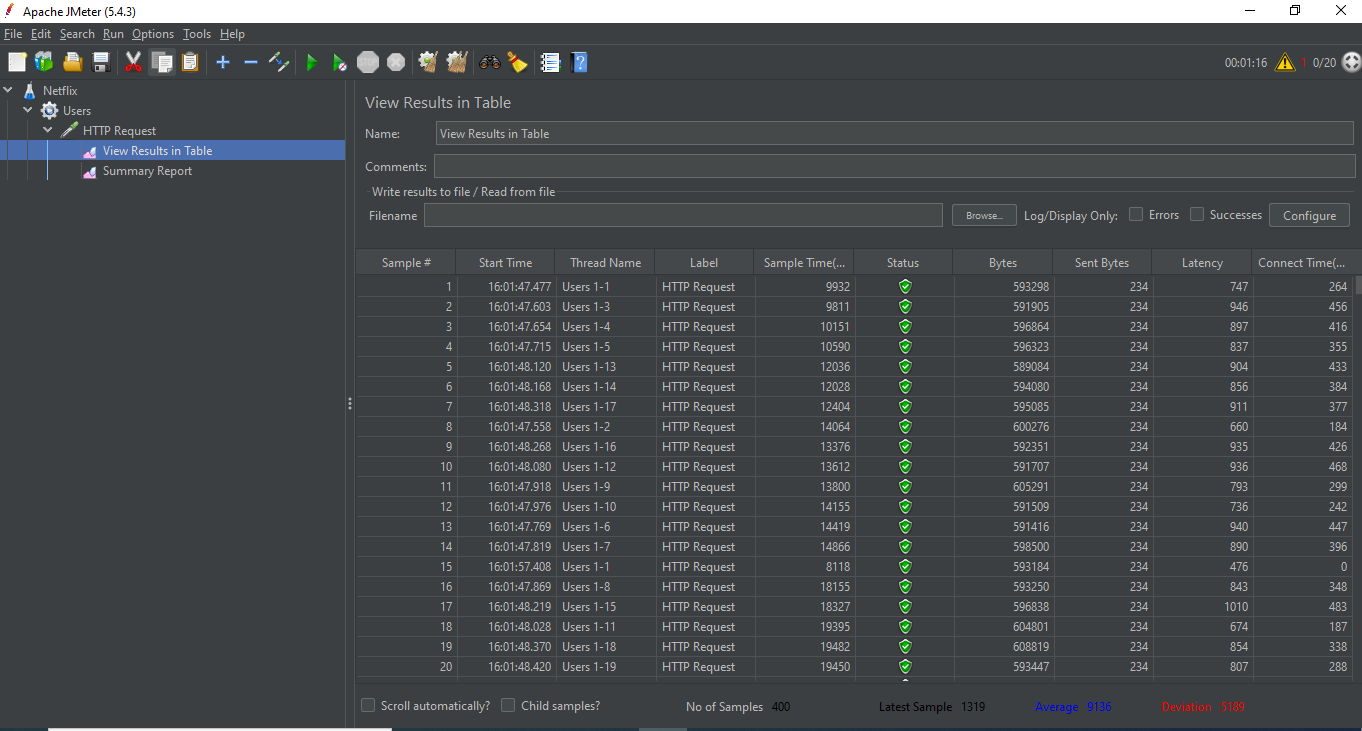 Apache JMeter (5.4.3)
File Edit Search Run Options Tools Help
STOP 00:01:16 0/20
Netflix
Users
HTTP Request
View Results in Table
Summary Report
View Results in Table
Name: View Results in Table
Comments:
Write results to file / Read from file
Filename Browse... Log/Display Only: Errors Successes Configure
Sample # Start Time Thread Name Label Sample Time(... Status Bytes Sent Bytes Latency Connect Time(...
1 16:01:47.477 Users 1-1 HTTP Request 9932 593298 234 747 264
2 16:01:47.603 Users 1-3 HTTP Request 9811 591905 234 946 456
3 16:01:47.654 Users 1-4 HTTP Request 10151 596864 234 897 416
4 16:01:47.715 Users 1-5 HTTP Request 10590 596323 234 837 355
5 16:01:48.120 Users 1-13 HTTP Request 12036 589084 234 904 433
6 16:01:48.168 Users 1-14 HTTP Request 12028 594080 234 856 384
7 16:01:48.318 Users 1-17 HTTP Request 12404 595085 234 911 377
8 16:01:47.558 Users 1-2 HTTP Request 14064 600276 234 660 184
9 16:01:48.268 Users 1-16 HTTP Request 13376 592351 234 935 426
10 16:01:48.080 Users 1-12 HTTP Request 13612 591707 234 936 468
11 16:01:47.918 Users 1-9 HTTP Request 13800 605291 234 793 299
12 16:01:47.976 Users 1-10 HTTP Request 14155 591509 234 736 242
13 16:01:47.769 Users 1-6 HTTP Request 14419 591416 234 940 447
14 16:01:47.819 Users 1-7 HTTP Request 14866 598500 234 890 396
15 16:01:57.408 Users 1-1 HTTP Request 8118 593184 234 476 0
16 16:01:47.869 Users 1-8 HTTP Request 18155 593250 234 843 348
17 16:01:48.219 Users 1-15 HTTP Request 18327 596838 234 1010 483
18 16:01:48.028 Users 1-11 HTTP Request 19395 604801 234 674 187
19 16:01:48.370 Users 1-18 HTTP Request 19482 608819 234 854 338
20 16:01:48.420 Users 1-19 HTTP Request 19450 593447 234 807 288
Scroll automatically? Child samples? No of Samples 400 Latest Sample 1319 Average 9136 Deviation 5189